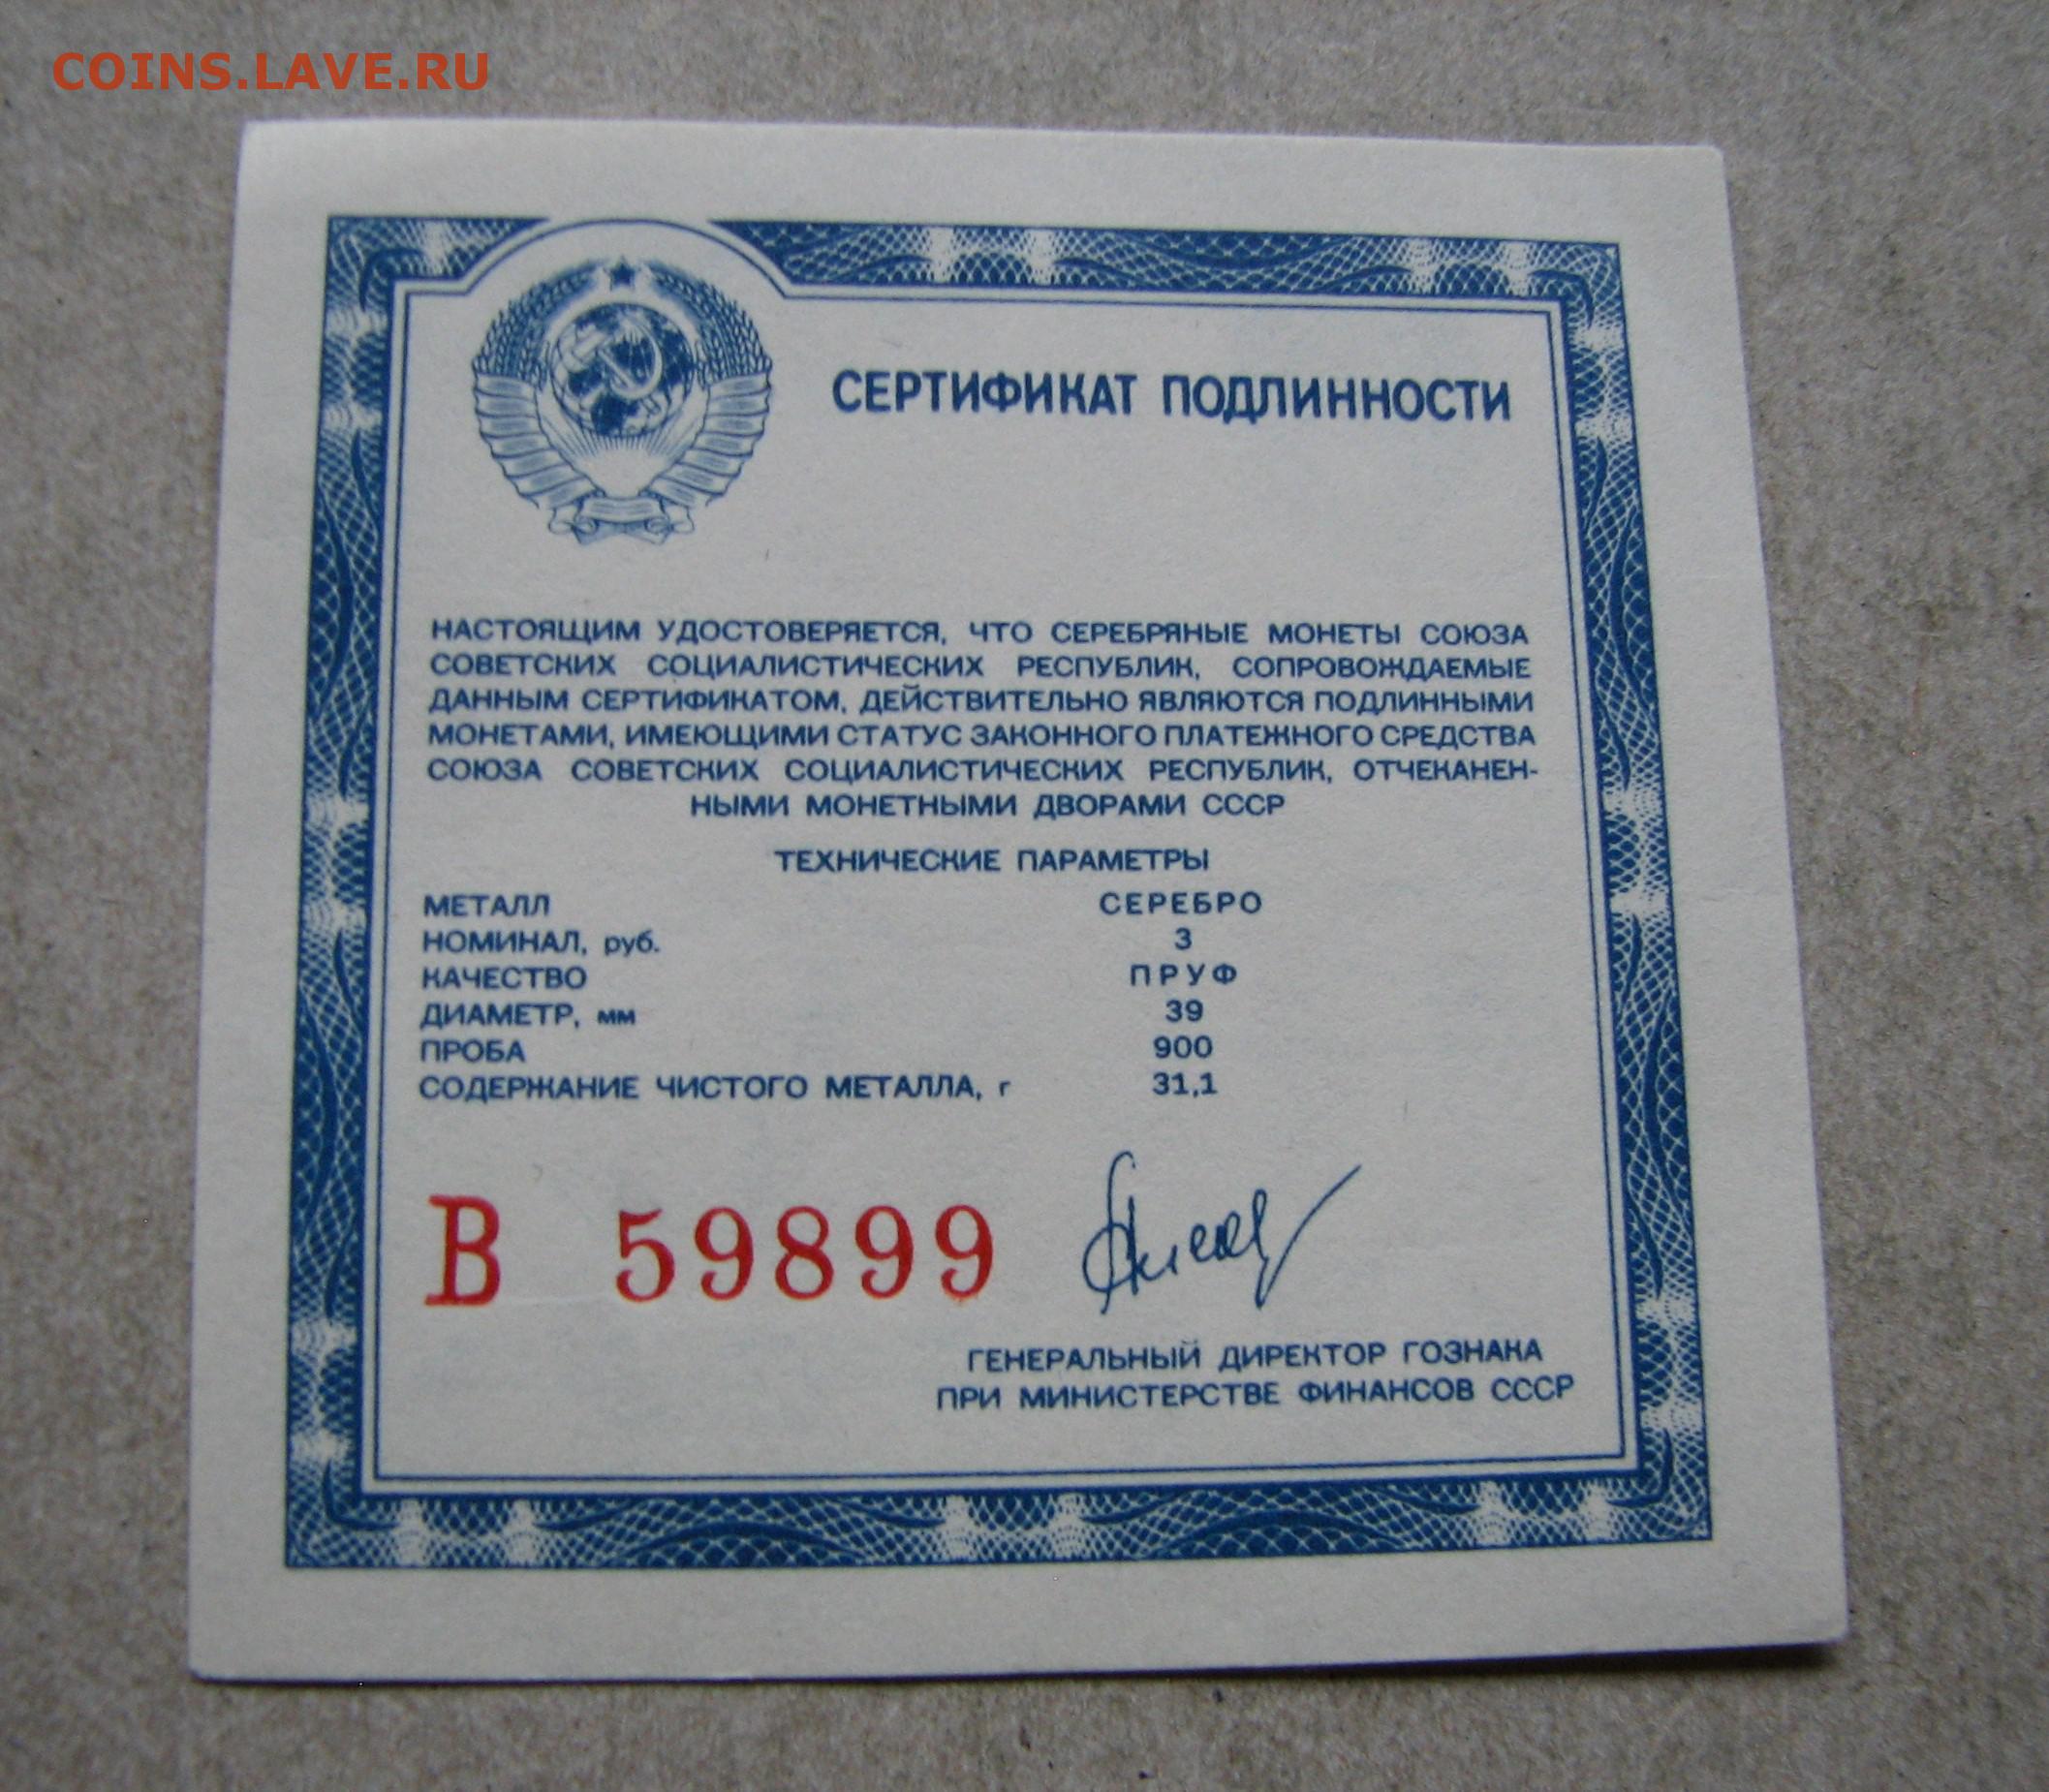 COINS.LAVE.RU
СЕРТИФИКАТ ПОДЛИННОСТИ
НАСТОЯЩИМ УДОСТОВЕРЯЕТСЯ, ЧТО СЕРЕБРЯНЫЕ МОНЕТЫ СОЮЗА
СОВЕТСКИХ СОЦИАЛИСТИЧЕСКИХ РЕСПУБЛИК, СОПРОВОЖДАЕМЫЕ
ДАННЫМ СЕРТИФИКАТОМ, ДЕЙСТВИТЕЛЬНО ЯВЛЯЮТСЯ ПОДЛИННЫМИ
МОНЕТАМИ, ИМЕЮЩИМИ СТАТУС ЗАКОННОГО ПЛАТЕЖНОГО СРЕДСТВА
СОЮЗА СОВЕТСКИХ СОЦИАЛИСТИЧЕСКИХ РЕСПУБЛИК, ОТЧЕКАНЕН-
НЫМИ МОНЕТНЫМИ ДВОРАМИ СССР
ТЕХНИЧЕСКИЕ ПАРАМЕТРЫ
МЕТАЛЛ СЕРЕБРО
НОМИНАЛ, руб. 3
КАЧЕСТВО ПРУФ
ДИАМЕТР, мм 39
ПРОБА 900
СОДЕРЖАНИЕ ЧИСТОГО МЕТАЛЛА, г 31,1
В 59899
ГЕНЕРАЛЬНЫЙ ДИРЕКТОР ГОЗНАКА
ПРИ МИНИСТЕРСТВЕ ФИНАНСОВ СССР